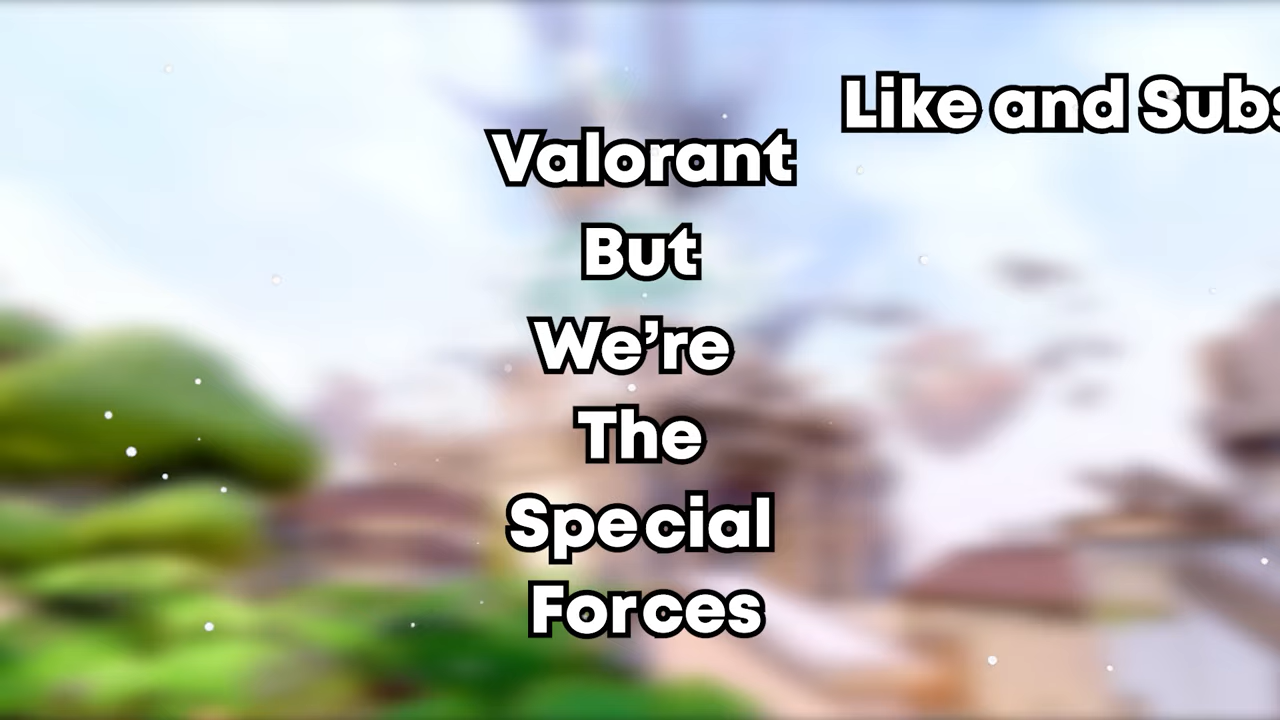 Like and Subs
Valorant
But
We're
The
Special
Forces